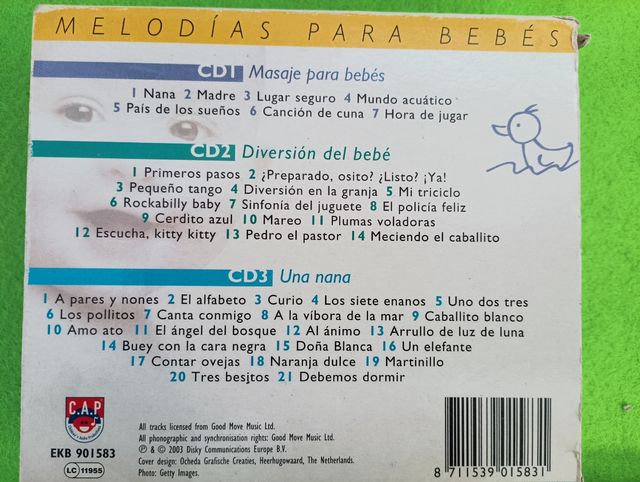 MELODÍAS PARA BEBÉS
CD1 Masaje para bebés
1 Nana 2 Madre 3 Lugar seguro 4 Mundo acuático
5 País de los sueños 6 Canción de cuna 7 Hora de jugar
CD2 Diversión del bebé
1 Primeros pasos 2 ¿Preparado, osito? ¿Listo? ¡Ya!
3 Pequeño tango 4 Diversión en la granja 5 Mi triciclo
6 Rockabilly baby 7 Sinfonía del juguete 8 El policía feliz
9 Cerdito azul 10 Mareo 11 Plumas voladoras
12 Escucha, kitty kitty 13 Pedro el pastor 14 Meciendo el caballito
CD3 Una nana
1 A pares y nones 2 El alfabeto 3 Curio 4 Los siete enanos 5 Uno dos tres
6 Los pollitos 7 Canta conmigo 8 A la víbora de la mar 9 Caballito blanco
10 Amo ato 11 El ángel del bosque 12 Al ánimo 13 Arrullo de luz de luna
14 Buey con la cara negra 15 Doña Blanca 16 Un elefante
17 Contar ovejas 18 Naranja dulce 19 Martinillo
20 Tres besjtos 21 Debemos dormir
C.A.P
EKB 901583
LC 11955
All tracks licensed from Good Move Music Ltd.
All phonographic and synchronisation rights: Good Move Music Ltd.
℗ & © 2003 Disky Communications Europe B.V.
Cover design: Ocheda Grafische Creaties, Heerhugowaard, The Netherlands.
Photo: Getty Images.
8 711539 015831